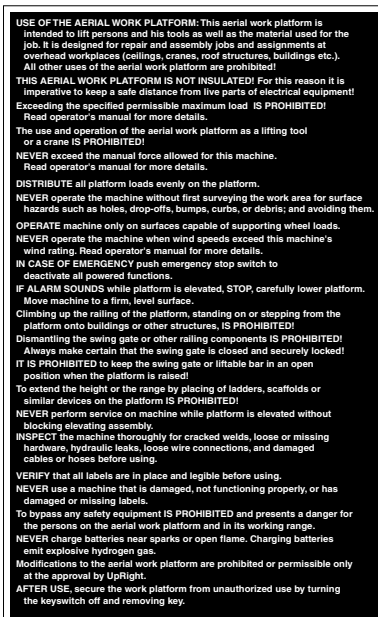 USE OF THE AERIAL WORK PLATFORM: This aerial work platform is
intended to lift persons and his tools as well as the material used for the
job. It is designed for repair and assembly jobs and assignments at
overhead workplaces (ceilings, cranes, roof structures, buildings etc.).
All other uses of the aerial work platform are prohibited!
THIS AERIAL WORK PLATFORM IS NOT INSULATED! For this reason it is
imperative to keep a safe distance from live parts of electrical equipment!
Exceeding the specified permissible maximum load IS PROHIBITED!
Read operator's manual for more details.
The use and operation of the aerial work platform as a lifting tool
or a crane IS PROHIBITED!
NEVER exceed the manual force allowed for this machine.
Read operator's manual for more details.
DISTRIBUTE all platform loads evenly on the platform.
NEVER operate the machine without first surveying the work area for surface
hazards such as holes, drop-offs, bumps, curbs, or debris; and avoiding them.
OPERATE machine only on surfaces capable of supporting wheel loads.
NEVER operate the machine when wind speeds exceed this machine's
wind rating. Read operator's manual for more details.
IN CASE OF EMERGENCY push emergency stop switch to
deactivate all powered functions.
IF ALARM SOUNDS while platform is elevated, STOP, carefully lower platform.
Move machine to a firm, level surface.
Climbing up the railing of the platform, standing on or stepping from the
platform onto buildings or other structures, IS PROHIBITED!
Dismantling the swing gate or other railing components IS PROHIBITED!
Always make certain that the swing gate is closed and securely locked!
IT IS PROHIBITED to keep the swing gate or liftable bar in an open
position when the platform is raised!
To extend the height or the range by placing of ladders, scaffolds or
similar devices on the platform IS PROHIBITED!
NEVER perform service on machine while platform is elevated without
blocking elevating assembly.
INSPECT the machine thoroughly for cracked welds, loose or missing
hardware, hydraulic leaks, loose wire connections, and damaged
cables or hoses before using.
VERIFY that all labels are in place and legible before using.
NEVER use a machine that is damaged, not functioning properly, or has
damaged or missing labels.
To bypass any safety equipment IS PROHIBITED and presents a danger for
the persons on the aerial work platform and in its working range.
NEVER charge batteries near sparks or open flame. Charging batteries
emit explosive hydrogen gas.
Modifications to the aerial work platform are prohibited or permissible only
at the approval by UpRight.
AFTER USE, secure the work platform from unauthorized use by turning
the keyswitch off and removing key.